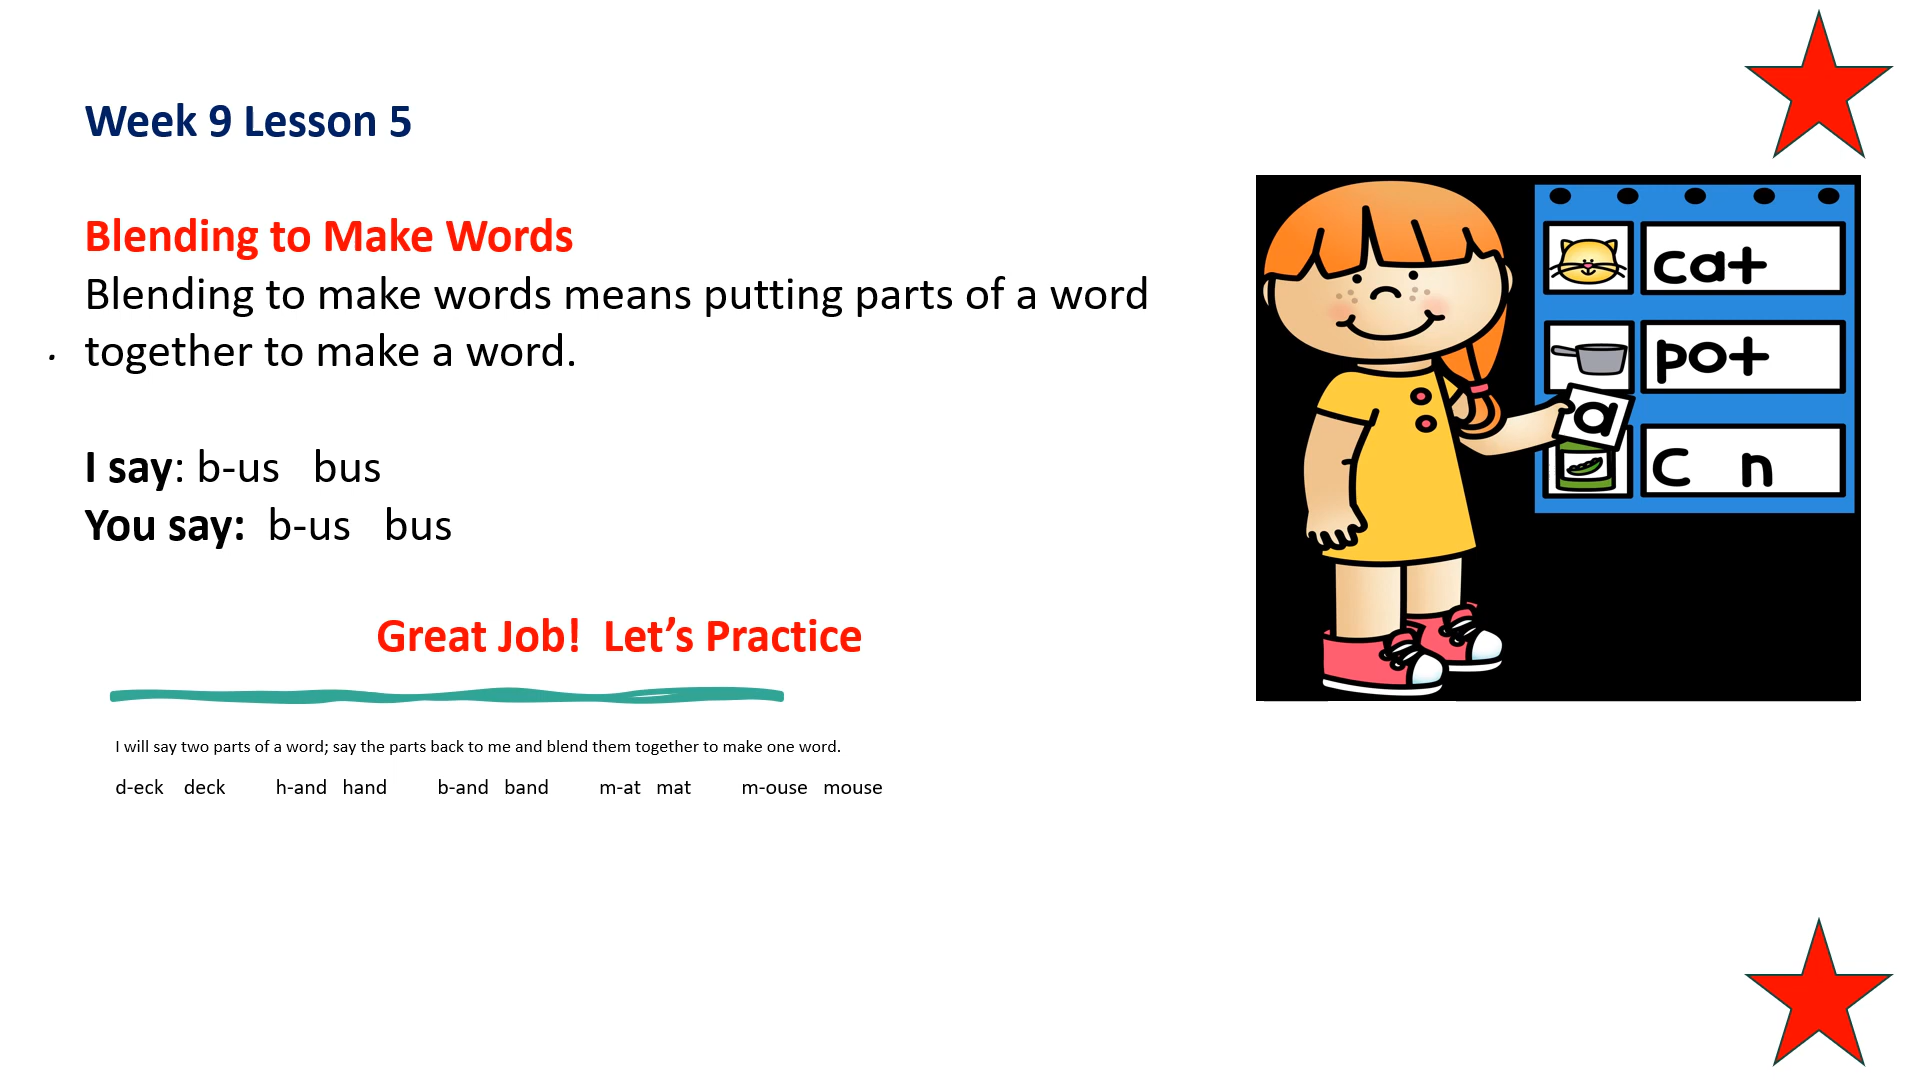 Week 9 Lesson 5
Blending to Make Words
Blending to make words means putting parts of a word
. together to make a word.
I say: b-us bus
You say: b-us bus
Great Job! Let’s Practice
I will say two parts of a word; say the parts back to me and blend them together to make one word.
d-eck deck h-and hand b-and band m-at mat m-ouse mouse
cat
pot
a
c n